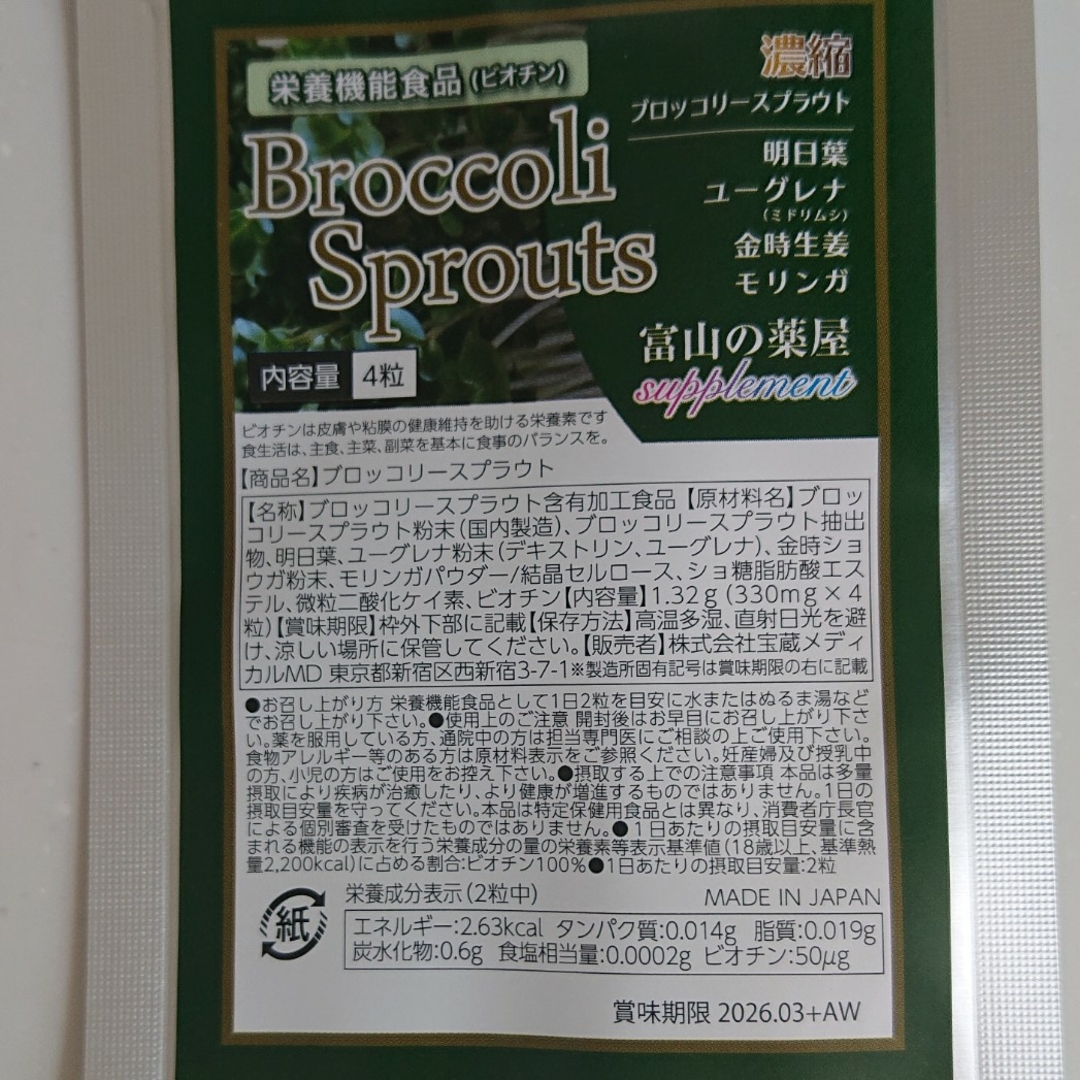 栄養機能食品(ビオチン)
Broccoli
Sprouts
濃縮
ブロッコリースプラウト
明日葉
ユーグレナ
(ミドリムシ)
金時生姜
モリンガ
富山の薬屋
supplement
内容量 4粒
ビオチンは皮膚や粘膜の健康維持を助ける栄養素です
食生活は、主食、主菜、副菜を基本に食事のバランスを。
【商品名】ブロッコリースプラウト
【名称】ブロッコリースプラウト含有加工食品【原材料名】ブロッ
コリースプラウト粉末(国内製造)、ブロッコリースプラウト抽出
物、明日葉、ユーグレナ粉末(デキストリン、ユーグレナ)、金時ショ
ウガ粉末、モリンガパウダー/結晶セルロース、ショ糖脂肪酸エス
テル、微粒二酸化ケイ素、ビオチン【内容量】1.32g(330mg×4
粒)【賞味期限】枠外下部に記載【保存方法】高温多湿、直射日光を避
け、涼しい場所に保管してください。【販売者】株式会社宝蔵メディ
カルMD 東京都新宿区西新宿3-7-1※製造所固有記号は賞味期限の右に記載
●お召し上がり方 栄養機能食品として1日2粒を目安に水またはぬるま湯など
でお召し上がり下さい。●使用上のご注意 開封後はお早目にお召し上がり下さ
い。薬を服用している方、通院中の方は担当専門医にご相談の上ご使用下さい。
食物アレルギー等のある方は原材料表示をご参照ください。妊産婦及び授乳中
の方、小児の方はご使用をお控え下さい。●摂取する上での注意事項 本品は多量
摂取により疾病が治癒したり、より健康が増進するものではありません。1日の
摂取目安量を守ってください。本品は特定保健用食品とは異なり、消費者庁長官
による個別審査を受けたものではありません。●1日あたりの摂取目安量に含
まれる機能の表示を行う栄養成分の量の栄養素等表示基準値(18歳以上、基準熱
量2,200kcal)に占める割合:ビオチン100%●1日あたりの摂取目安量:2粒
紙
栄養成分表示(2粒中)
MADE IN JAPAN
エネルギー:2.63kcal タンパク質:0.014g 脂質:0.019g
炭水化物:0.6g 食塩相当量:0.0002g ビオチン:50μg
賞味期限 2026.03+AW